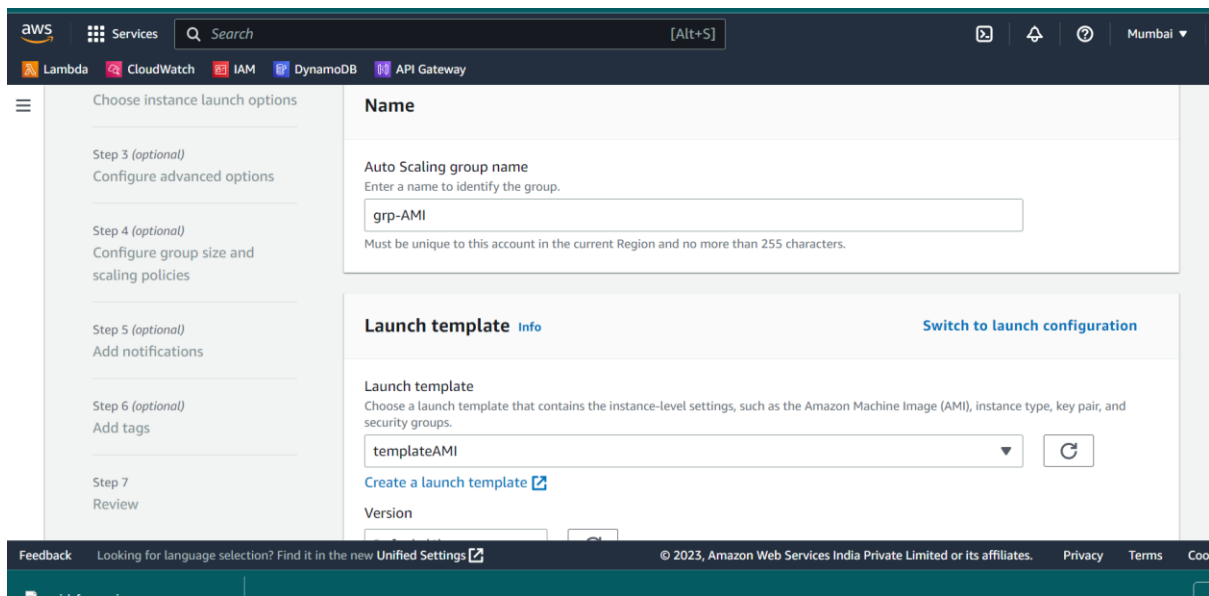 aws
Services
Search
[Alt+S]
Mumbai
Lambda
CloudWatch
IAM
DynamoDB
API Gateway
Choose instance launch options
Step 3 (optional)
Configure advanced options
Step 4 (optional)
Configure group size and
scaling policies
Step 5 (optional)
Add notifications
Step 6 (optional)
Add tags
Step 7
Review
Name
Auto Scaling group name
Enter a name to identify the group.
grp-AMI
Must be unique to this account in the current Region and no more than 255 characters.
Launch template Info
Switch to launch configuration
Launch template
Choose a launch template that contains the instance-level settings, such as the Amazon Machine Image (AMI), instance type, key pair, and
security groups.
templateAMI
Create a launch template
Version
Feedback
Looking for language selection? Find it in the new Unified Settings
© 2023, Amazon Web Services India Private Limited or its affiliates.
Privacy
Terms
Coo